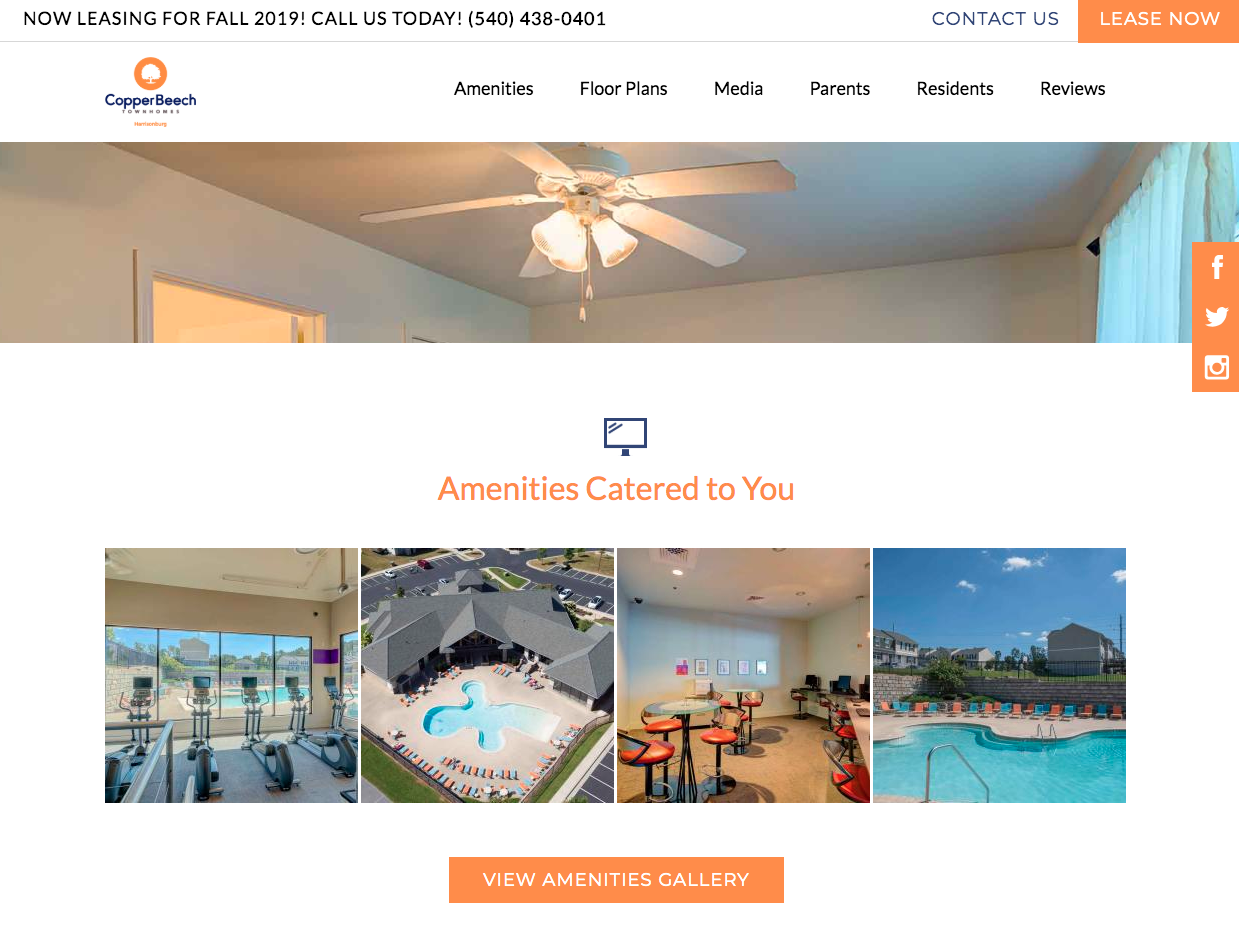 NOW LEASING FOR FALL 2019! CALL US TODAY! (540) 438-0401
CONTACT US
LEASE NOW
CopperBeech
TOWNHOMES
Harrisonburg
Amenities
Floor Plans
Media
Parents
Residents
Reviews
Amenities Catered to You
VIEW AMENITIES GALLERY